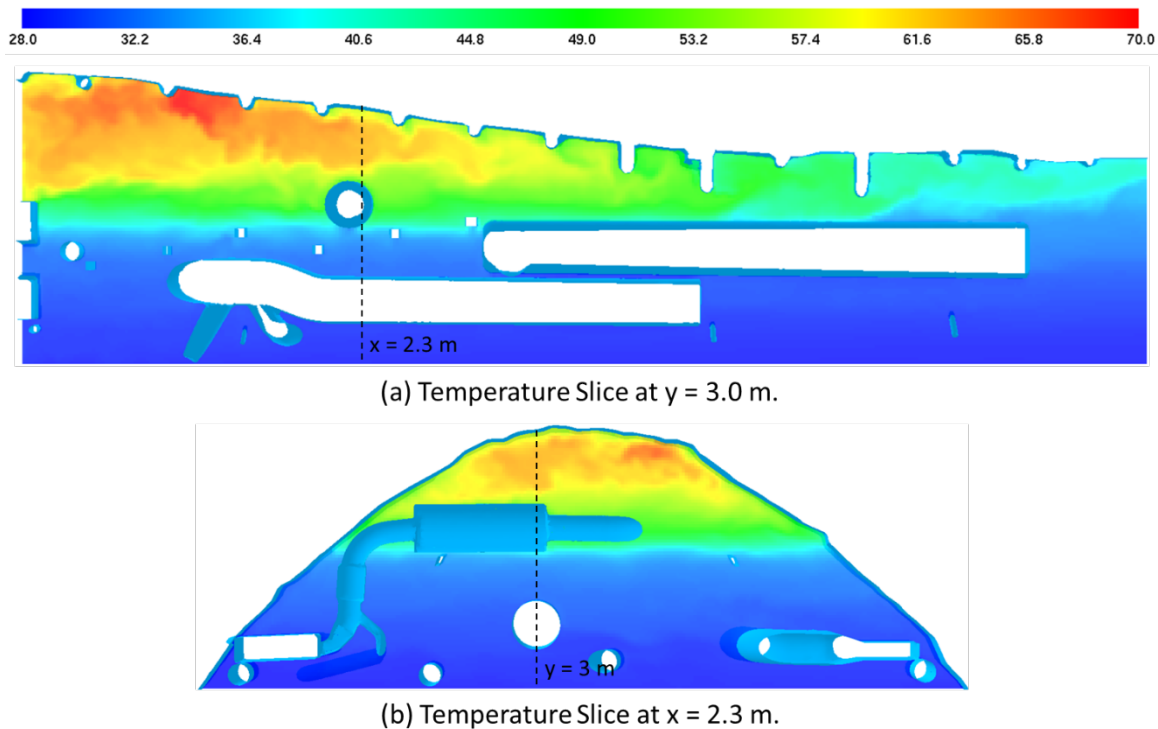 28.0 32.2 36.4 40.6 44.8 49.0 53.2 57.4 61.6 65.8 70.0
x = 2.3 m
(a) Temperature Slice at y = 3.0 m.
y = 3 m
(b) Temperature Slice at x = 2.3 m.